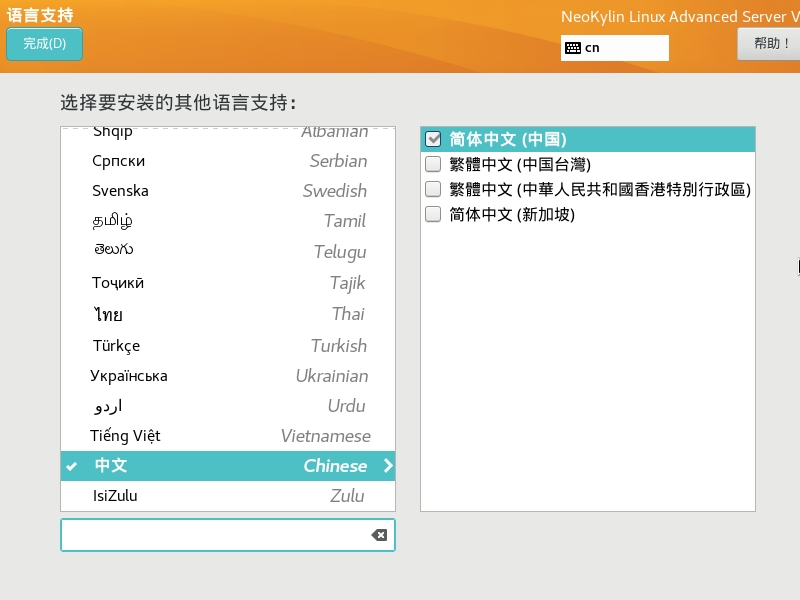 语言支持
NeoKylin Linux Advanced Server V
完成(D)
cn
帮助！
选择要安装的其他语言支持：
Shqip Albanian
Српски Serbian
Svenska Swedish
தமிழ் Tamil
తెలుగు Telugu
Тоҷикӣ Tajik
ไทย Thai
Türkçe Turkish
Українська Ukrainian
اردو Urdu
Tiếng Việt Vietnamese
中文 Chinese
IsiZulu Zulu
简体中文 (中国)
繁體中文 (中国台灣)
繁體中文 (中華人民共和國香港特別行政區)
简体中文 (新加坡)